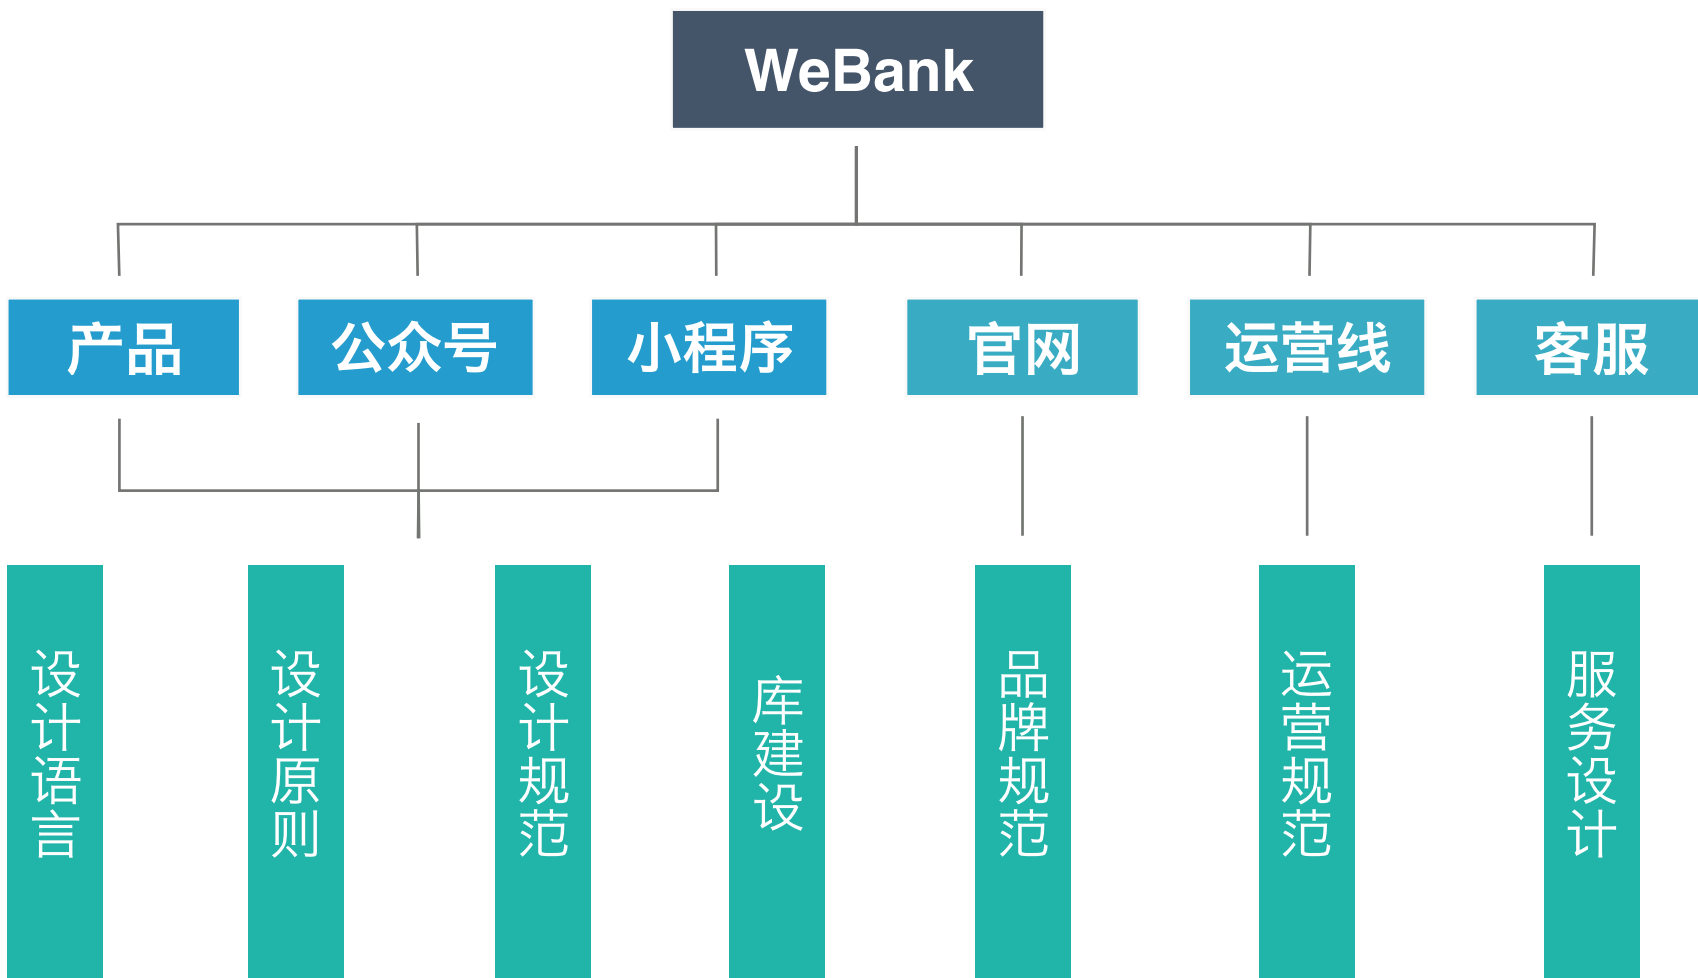 WeBank
产品
公众号
小程序
官网
运营线
客服
设计语言
设计原则
设计规范
库建设
品牌规范
运营规范
服务设计